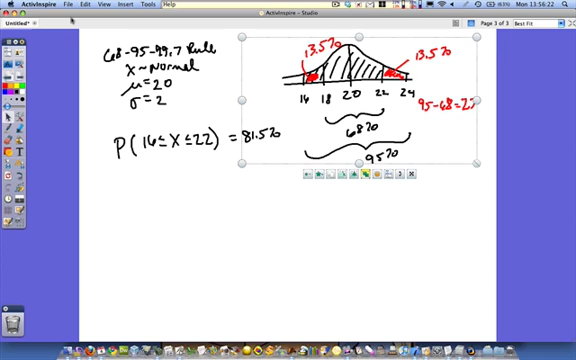 ActivInspire File Edit View Insert Tools Help
Mon 13:56:22
ActivInspire – Studio
Untitled*
Page 3 of 3
Best Fit
68-95-99.7 Rule
X ~ Normal
μ = 20
σ = 2
P(16 ≤ X ≤ 22) = 81.5%
13.5%
13.5%
16 18 20 22 24
95-68=27
68%
95%